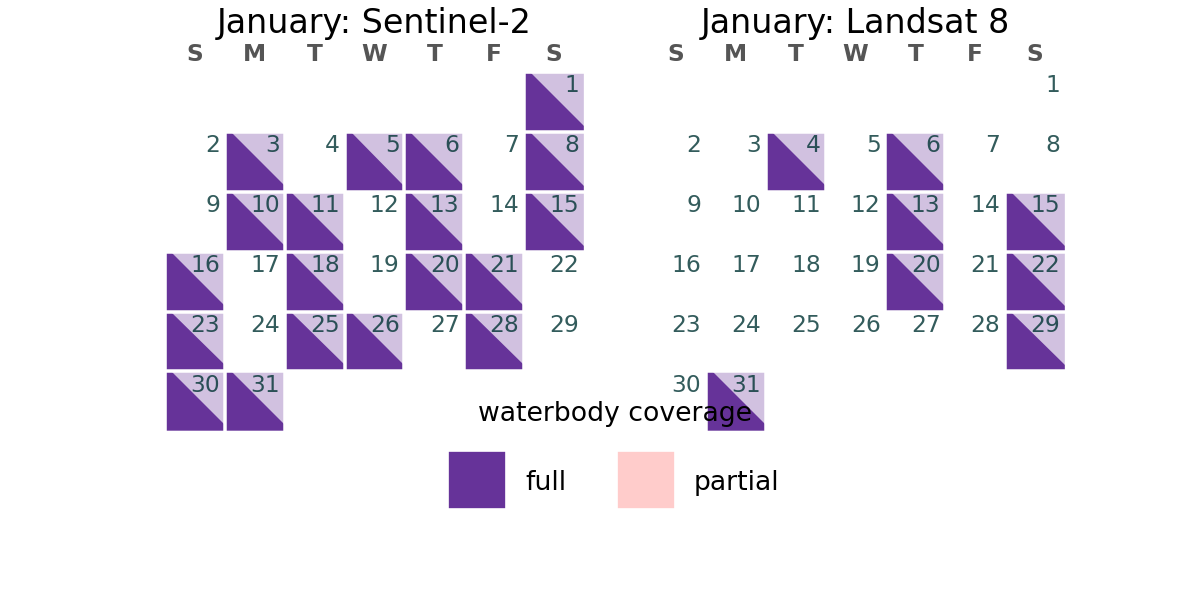 January: Sentinel-2
S M T W T F S
1
2 3 4 5 6 7 8
9 10 11 12 13 14 15
16 17 18 19 20 21 22
23 24 25 26 27 28 29
30 31
January: Landsat 8
S M T W T F S
1
2 3 4 5 6 7 8
9 10 11 12 13 14 15
16 17 18 19 20 21 22
23 24 25 26 27 28 29
30 31
waterbody coverage
full partial